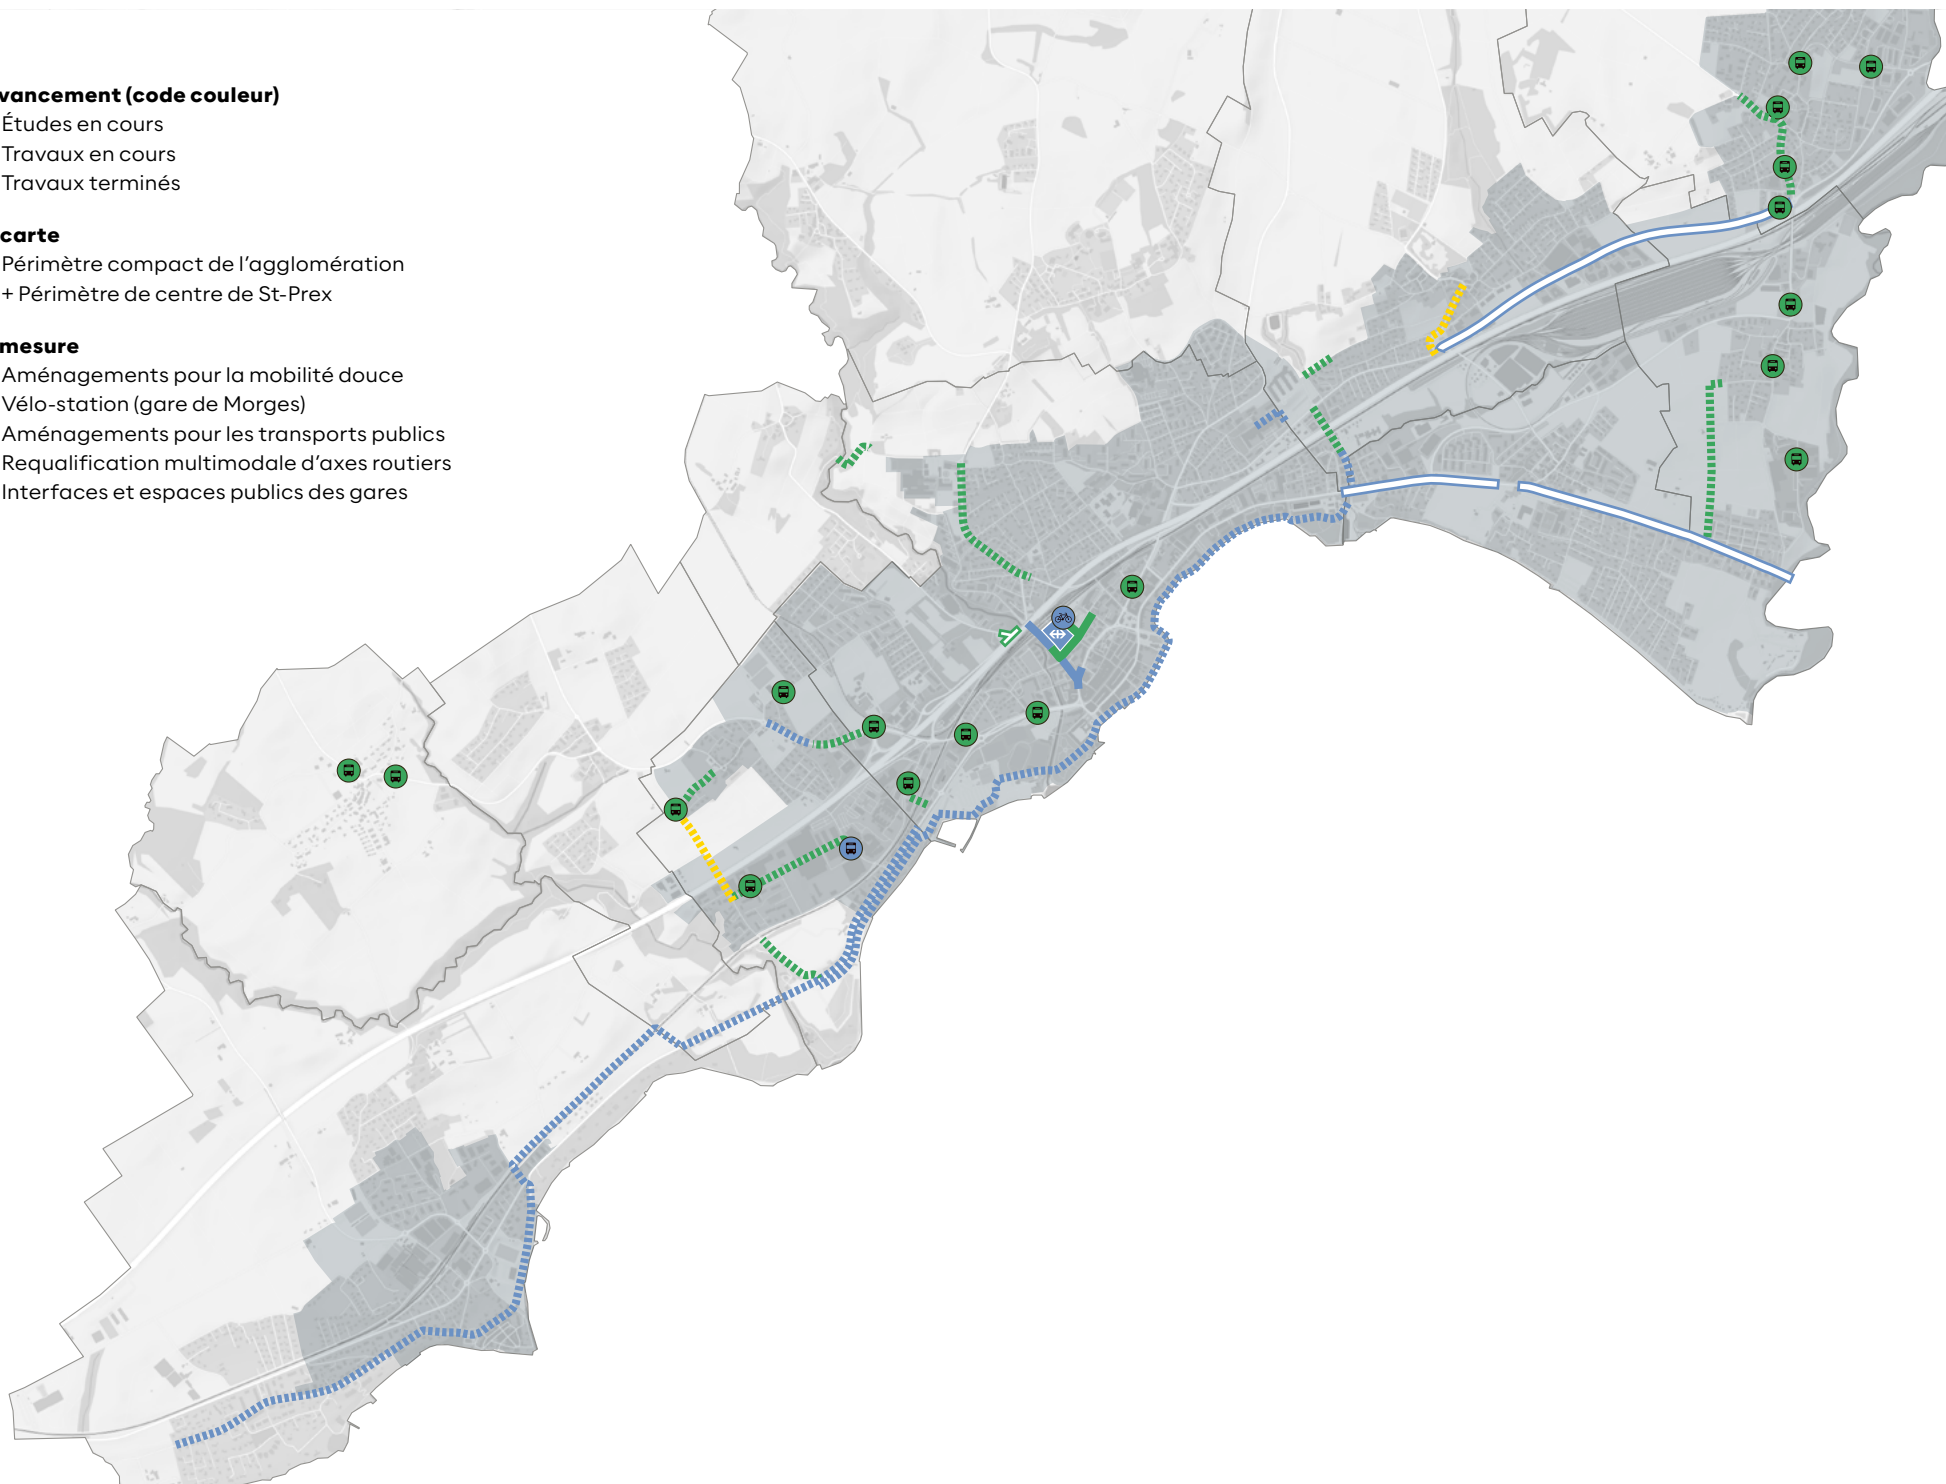 vancement (code couleur)
Études en cours
Travaux en cours
Travaux terminés
carte
Périmètre compact de l'agglomération
+ Périmètre de centre de St-Prex
mesure
Aménagements pour la mobilité douce
Vélo-station (gare de Morges)
Aménagements pour les transports publics
Requalification multimodale d'axes routiers
Interfaces et espaces publics des gares